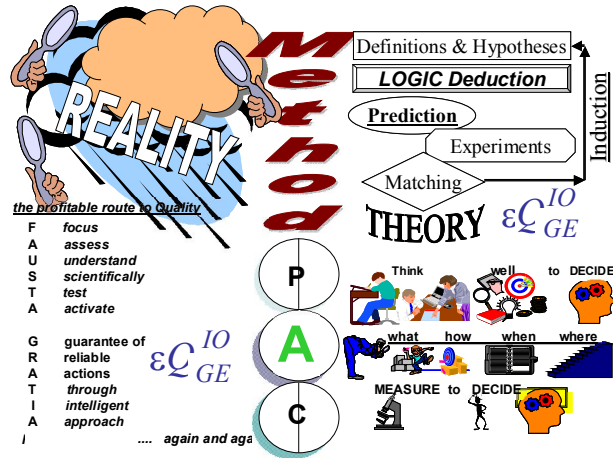 REALITY
Method
Definitions & Hypotheses
LOGIC Deduction
Prediction
Experiments
Matching
Induction
THEORY
εQ IO GE
the profitable route to Quality
F focus
A assess
U understand
S scientifically
T test
A activate
G guarantee of
R reliable
A actions
T through
I intelligent
A approach
.... again and aga
εQ IO GE
P
A
C
Think well to DECIDE
what how when where
MEASURE to DECIDE